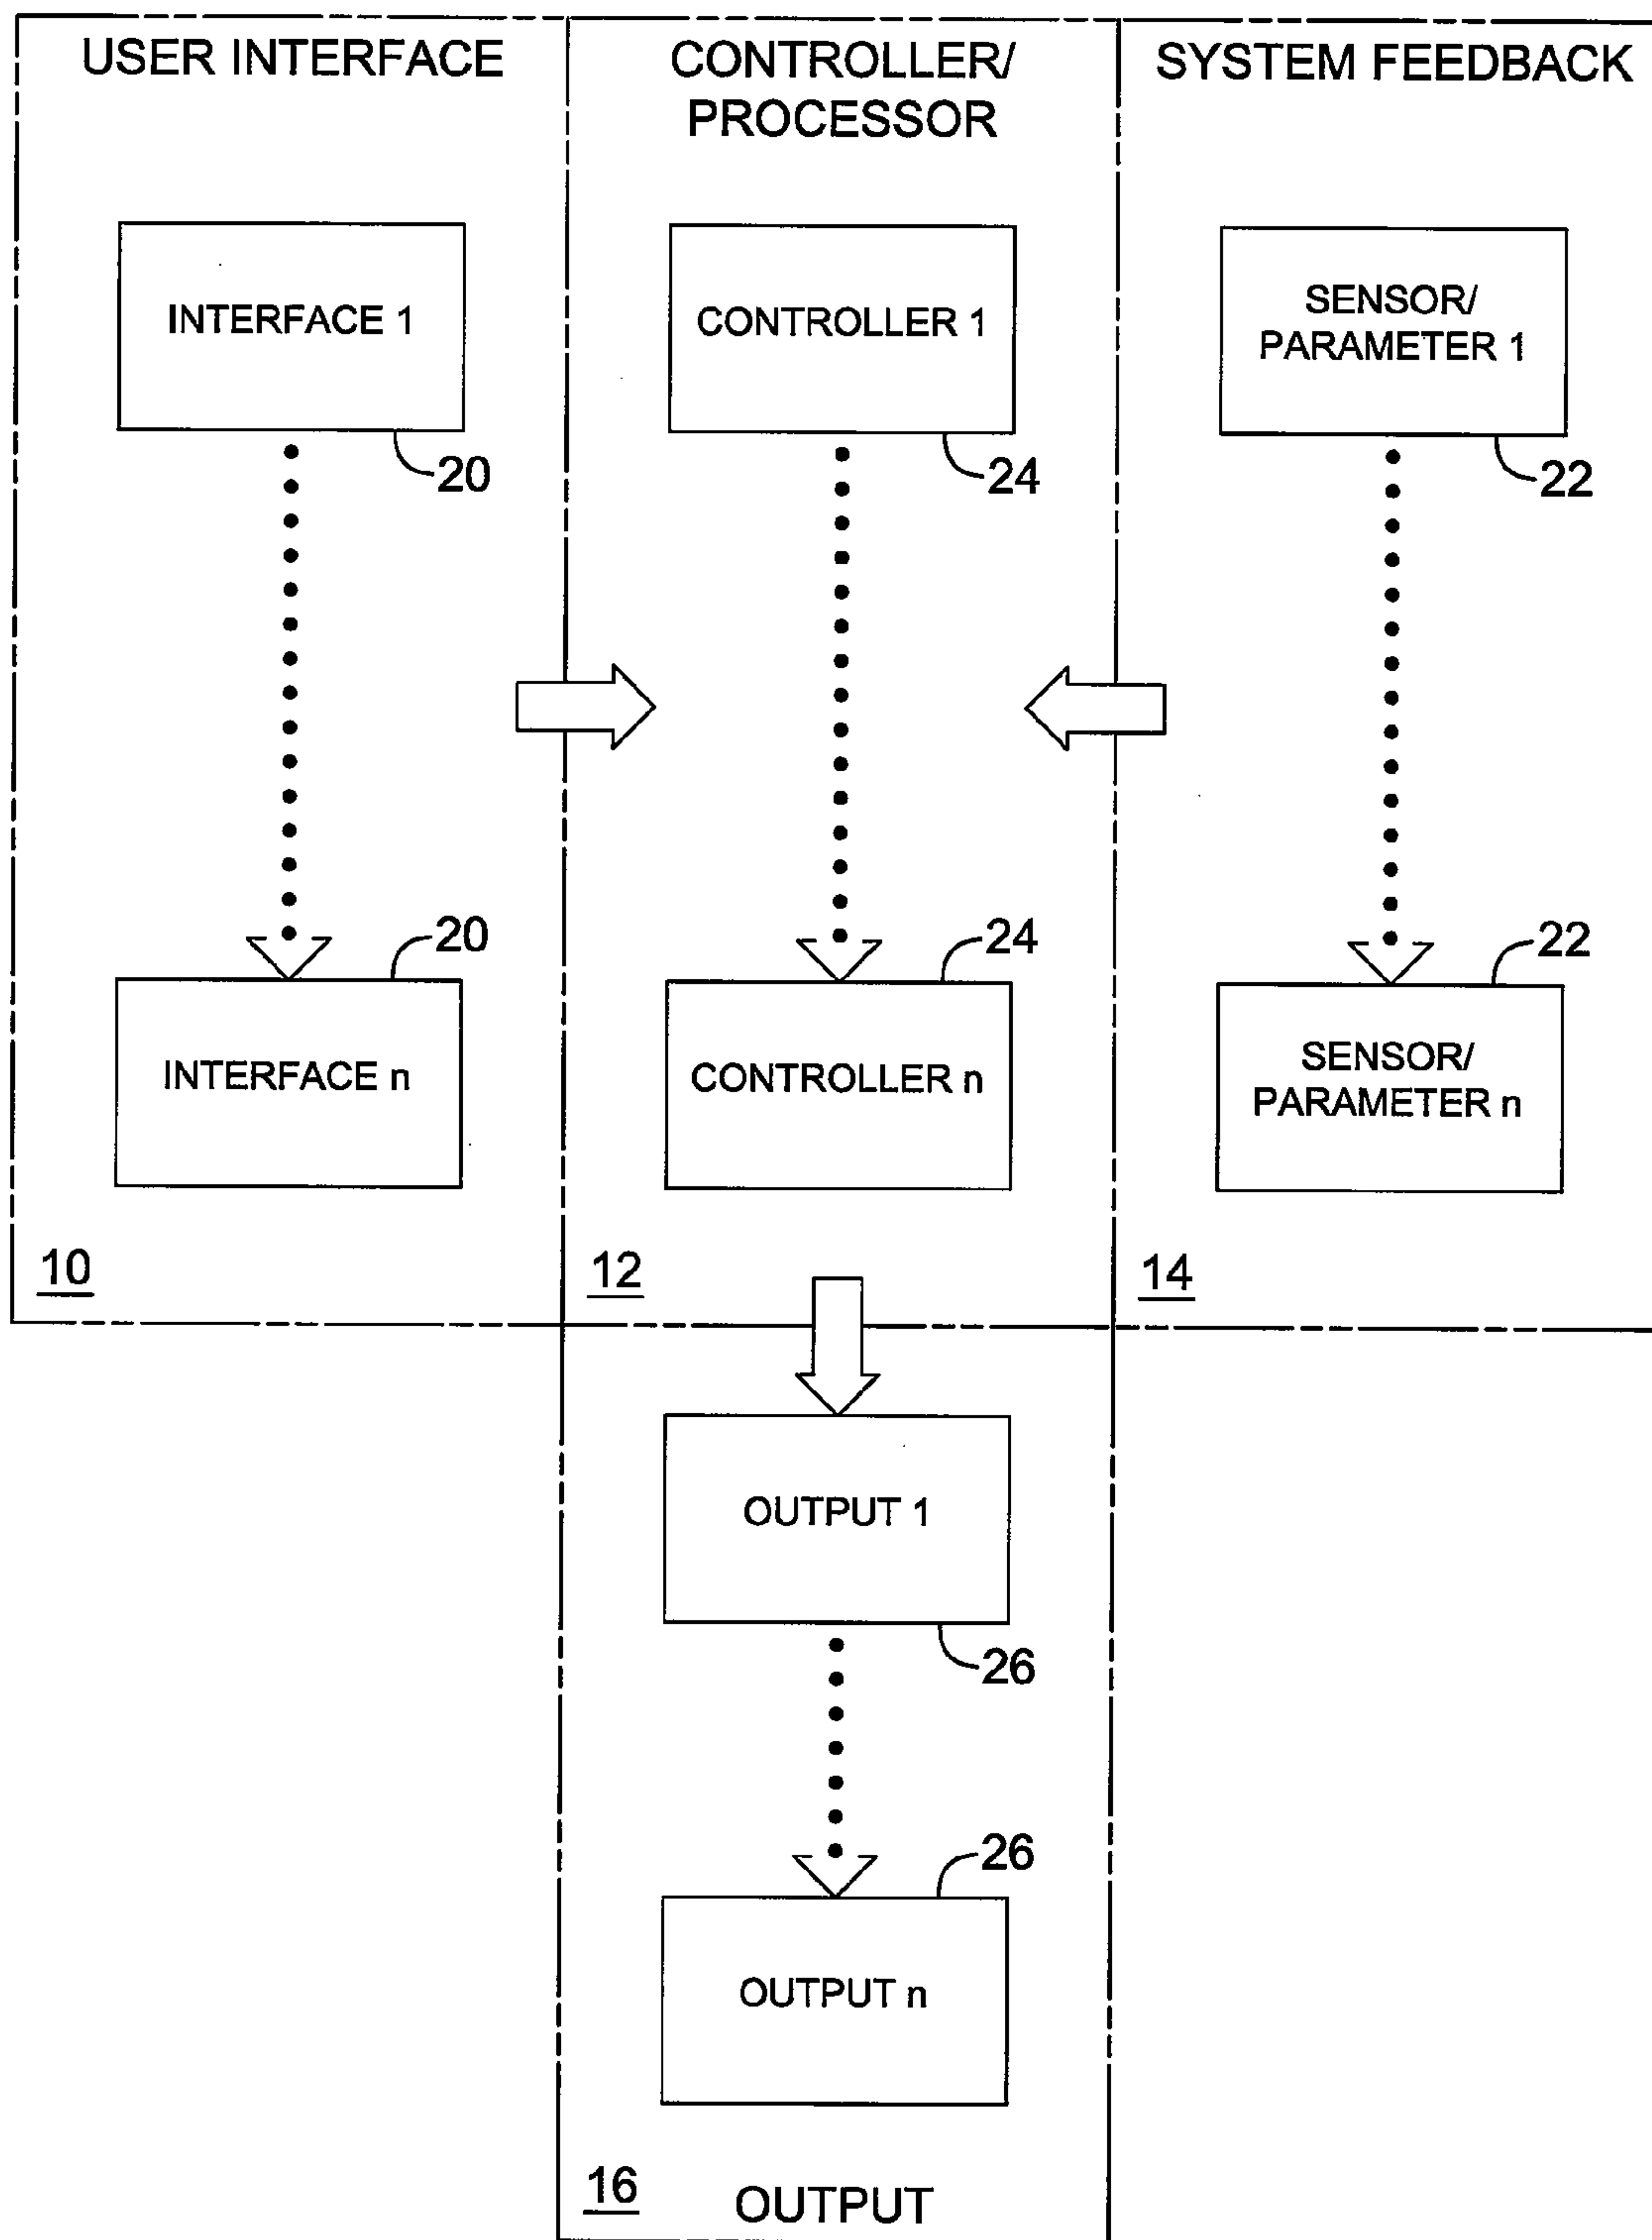 USER INTERFACE
CONTROLLER/
PROCESSOR
SYSTEM FEEDBACK
INTERFACE 1
20
CONTROLLER 1
24
SENSOR/
PARAMETER 1
22
20
INTERFACE n
24
CONTROLLER n
22
SENSOR/
PARAMETER n
10
12
14
OUTPUT 1
26
26
OUTPUT n
16
OUTPUT